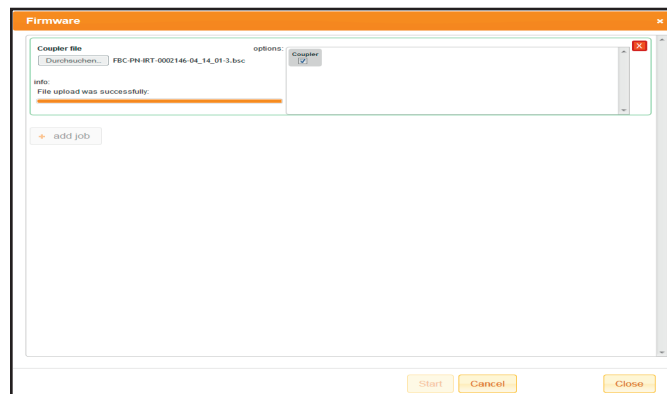 Firmware
Coupler file
options:
Durchsuchen... FBC-PN-IRT-0002146-04_14_01-3.bsc
Coupler
info:
File upload was successfully:
+ add job
Start Cancel Close